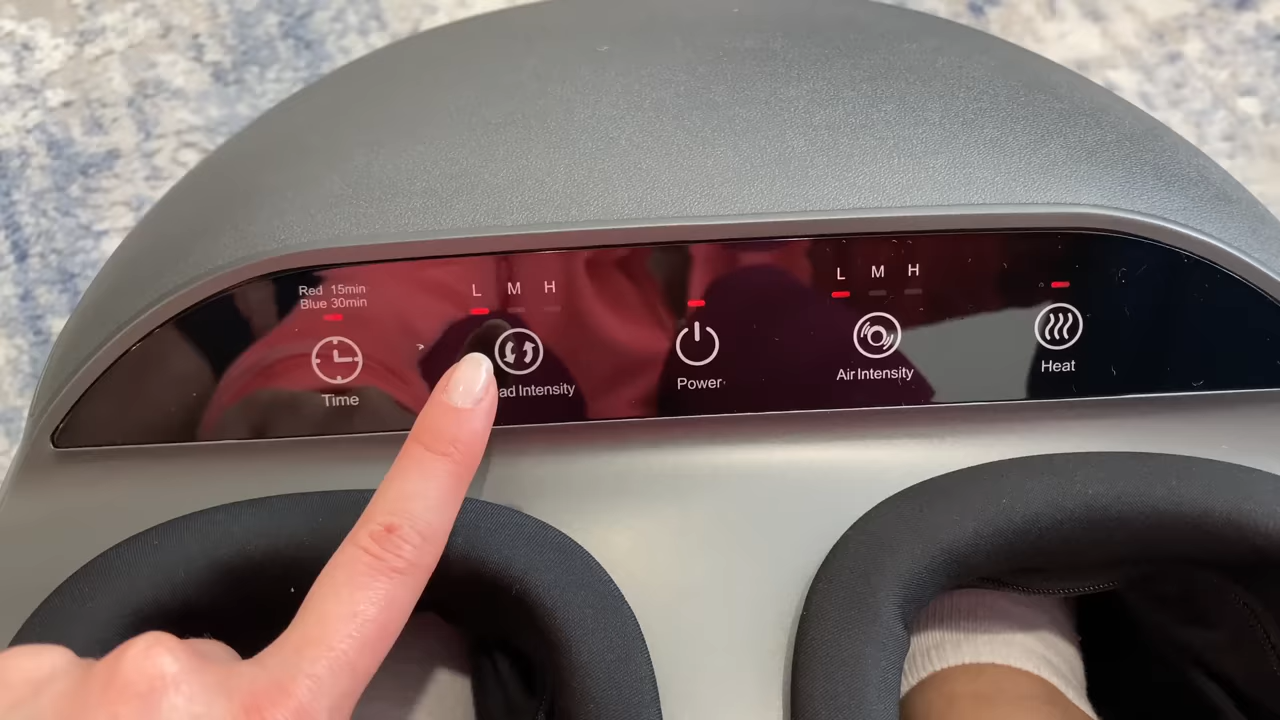 Red 15min
Blue 30min
Time
L M H
ad Intensity
Power
L M H
Air Intensity
Heat